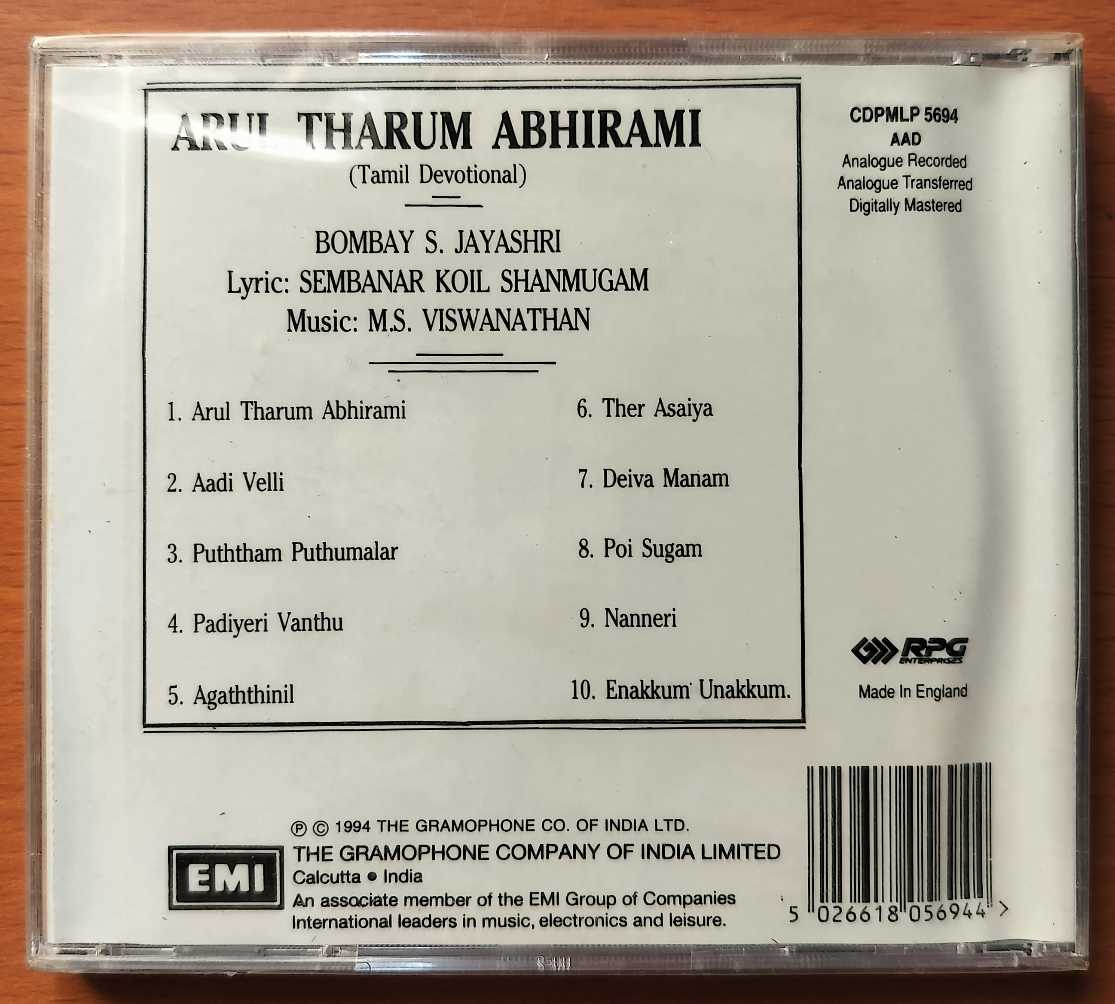 ARUL THARUM ABHIRAMI
(Tamil Devotional)
BOMBAY S. JAYASHRI
Lyric: SEMBANAR KOIL SHANMUGAM
Music: M.S. VISWANATHAN
1. Arul Tharum Abhirami
2. Aadi Velli
3. Puththam Puthumalar
4. Padiyeri Vanthu
5. Agaththinil
6. Ther Asaiya
7. Deiva Manam
8. Poi Sugam
9. Nanneri
10. Enakkum Unakkum.
CDPMLP 5694
AAD
Analogue Recorded
Analogue Transferred
Digitally Mastered
RPG
ENTERPRISES
Made In England
℗ © 1994 THE GRAMOPHONE CO. OF INDIA LTD.
EMI
THE GRAMOPHONE COMPANY OF INDIA LIMITED
Calcutta • India
An associate member of the EMI Group of Companies
International leaders in music, electronics and leisure.
5 026618 056944 >